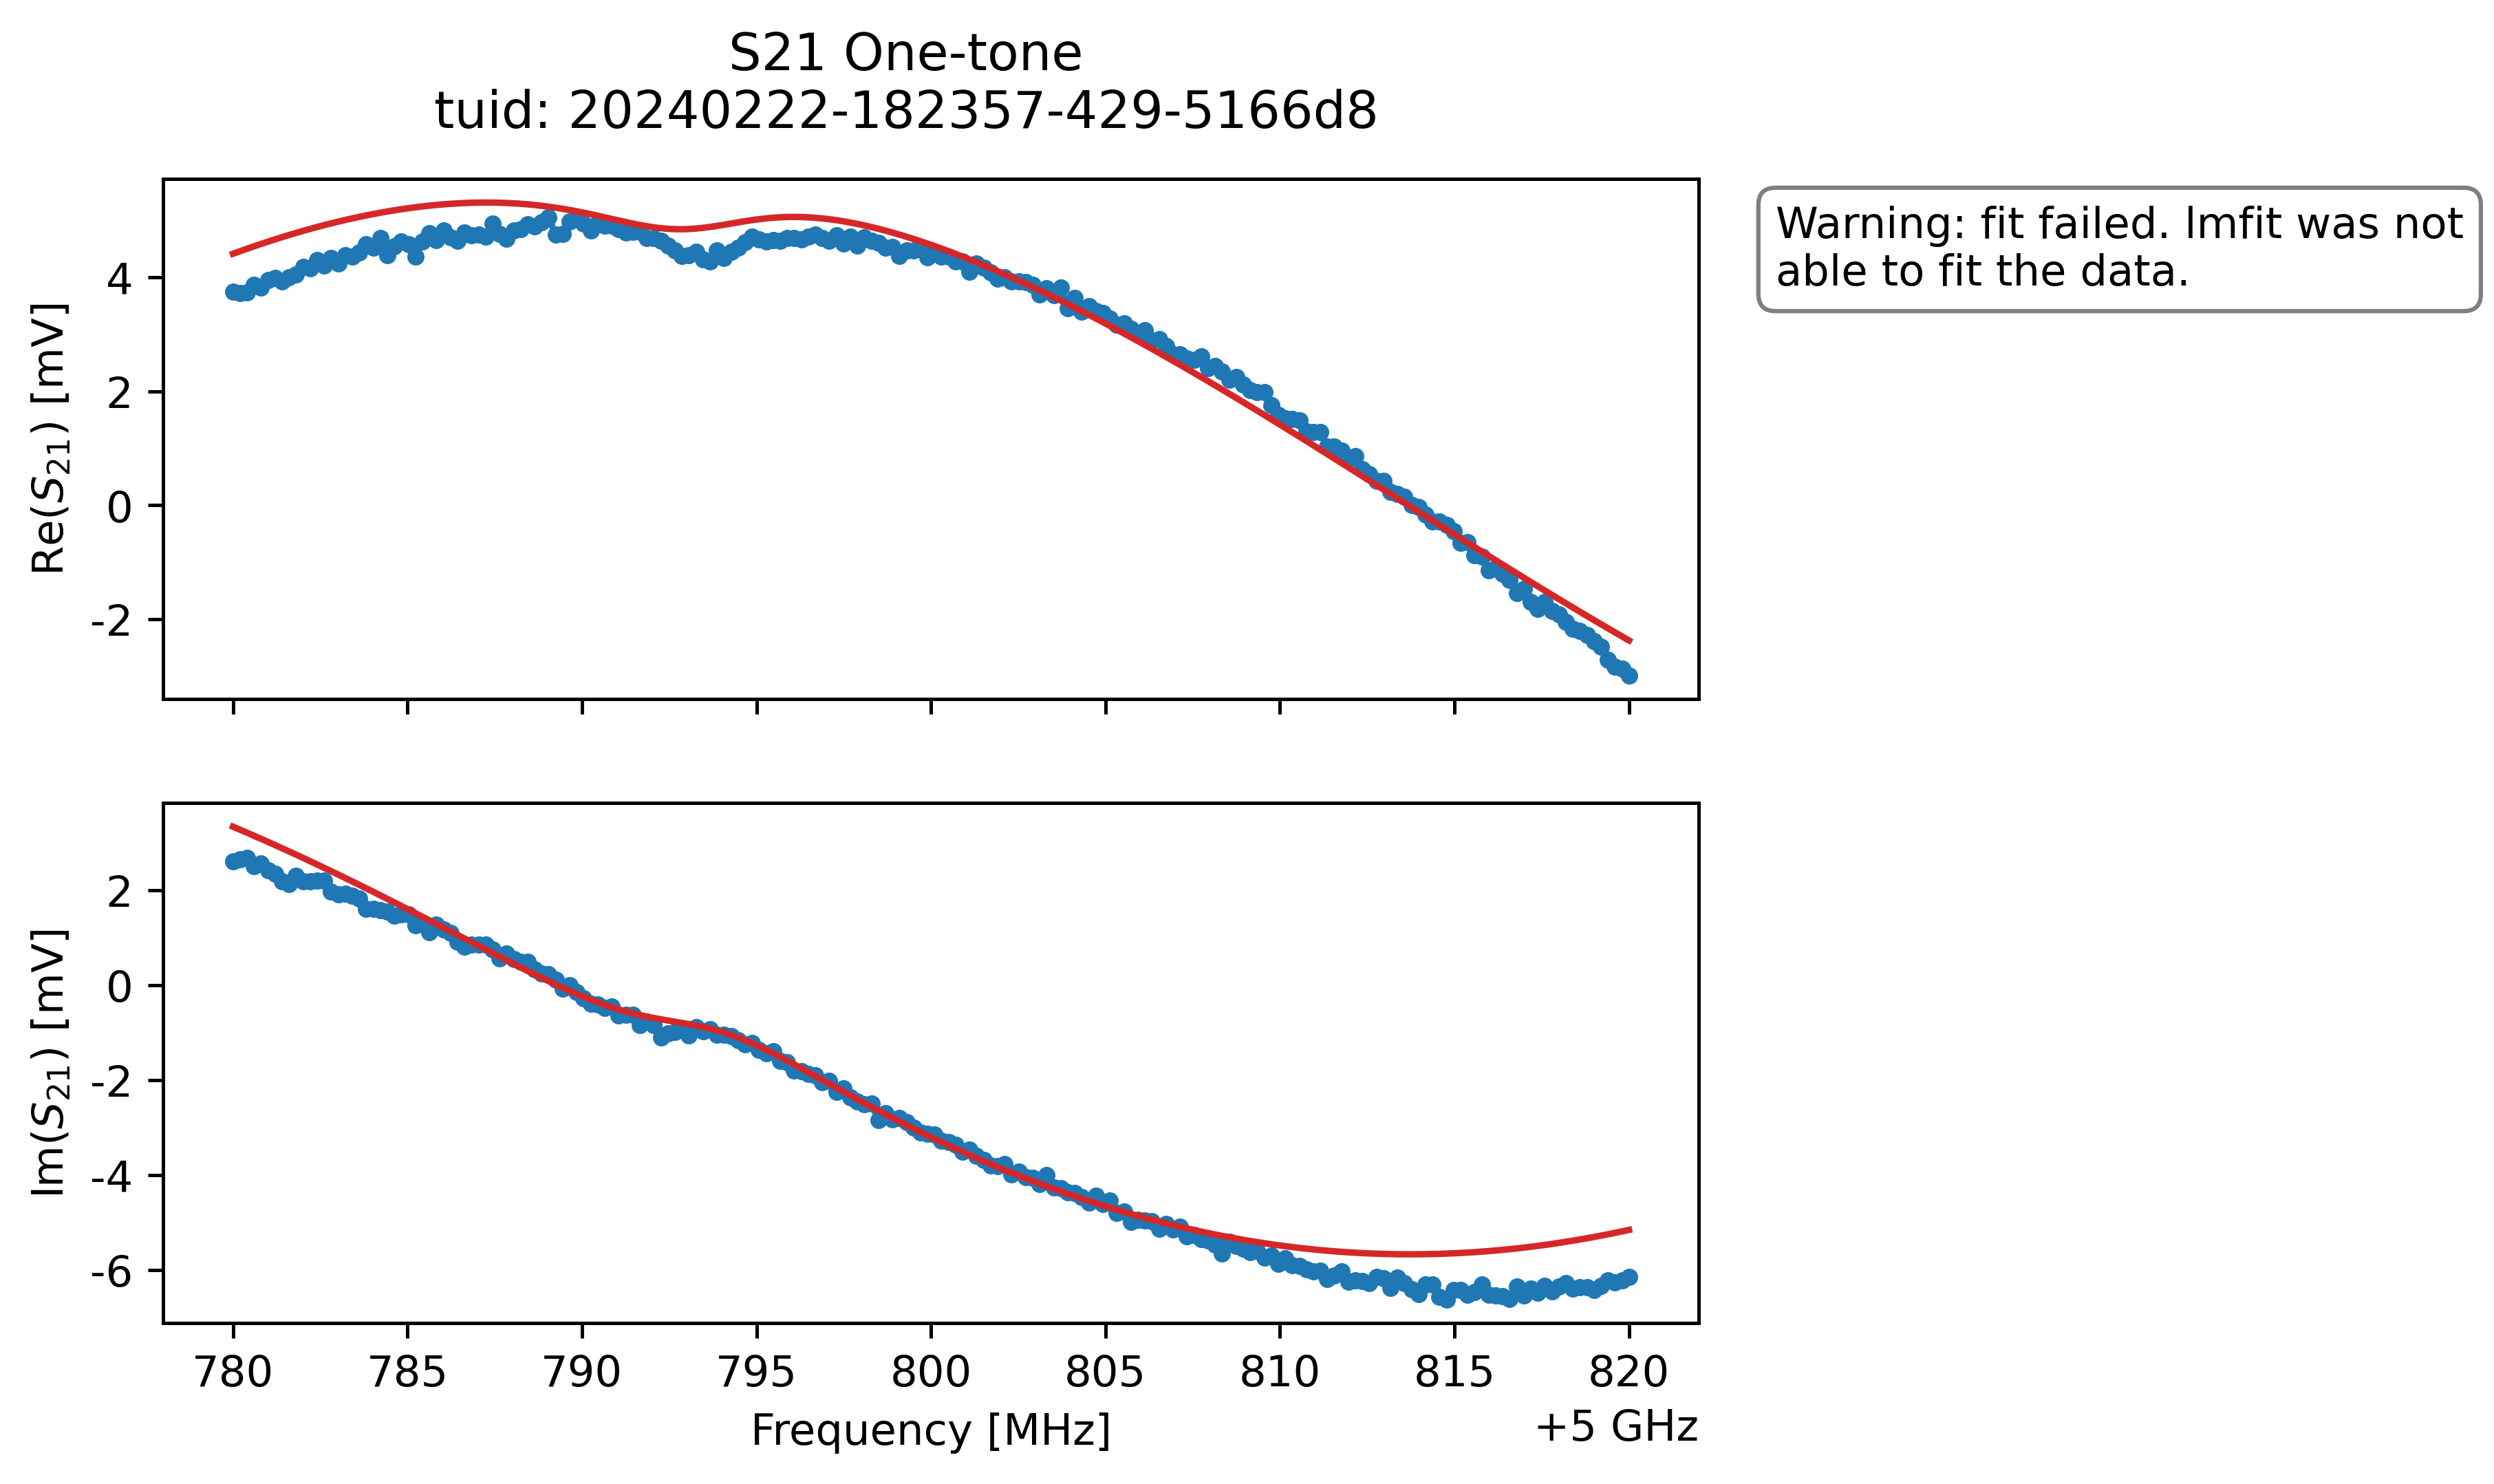 S21 One-tone
tuid: 20240222-182357-429-5166d8
Warning: fit failed. lmfit was not
able to fit the data.
Re(S₂₁) [mV]
4
2
0
-2
Im(S₂₁) [mV]
2
0
-2
-4
-6
780 785 790 795 800 805 810 815 820
Frequency [MHz]
+5 GHz